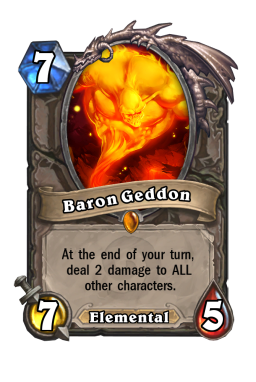 7
Baron Geddon
At the end of your turn,
deal 2 damage to ALL
other characters.
7
Elemental
5